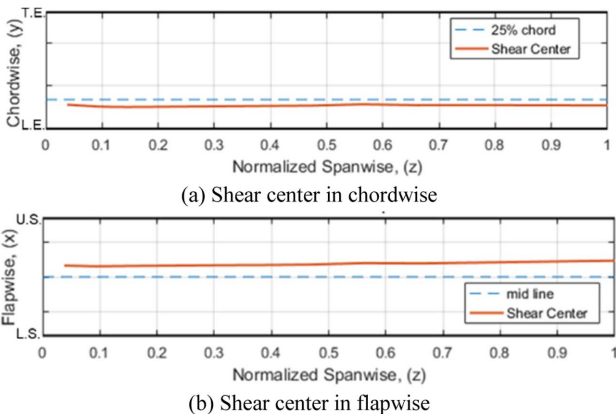 T.E.
Chordwise, (y)
L.E.
25% chord
Shear Center
0 0.1 0.2 0.3 0.4 0.5 0.6 0.7 0.8 0.9 1
Normalized Spanwise, (z)
(a) Shear center in chordwise
U.S.
Flapwise, (x)
L.S.
mid line
Shear Center
0 0.1 0.2 0.3 0.4 0.5 0.6 0.7 0.8 0.9 1
Normalized Spanwise, (z)
(b) Shear center in flapwise